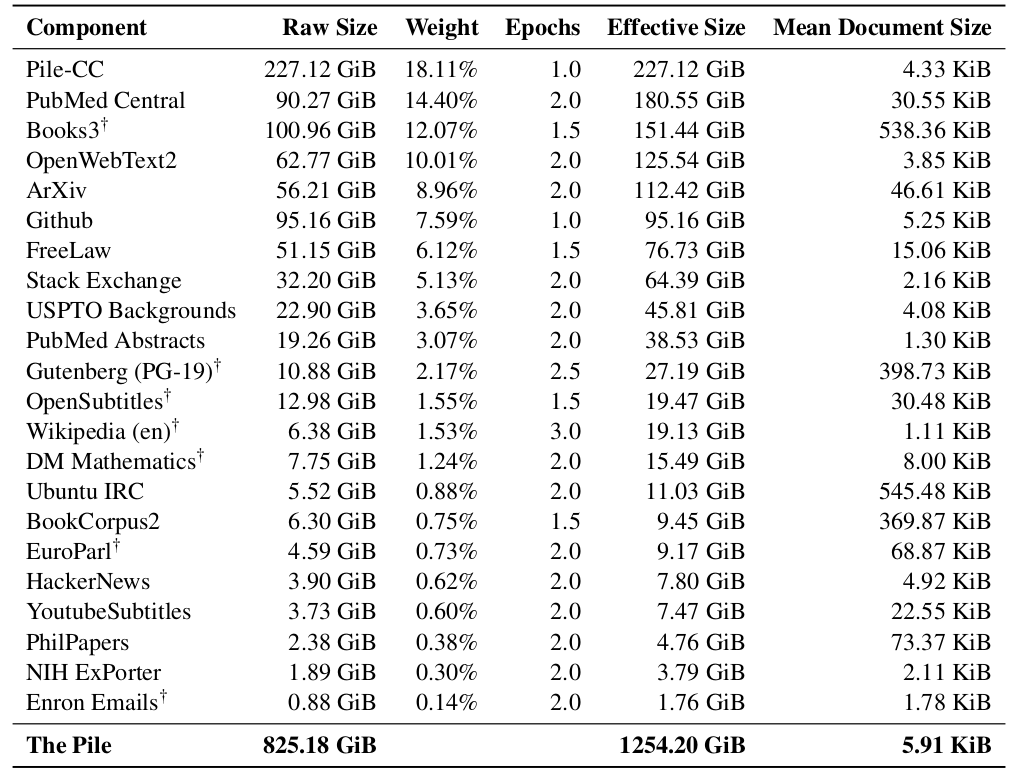 Component Raw Size Weight Epochs Effective Size Mean Document Size
Pile-CC 227.12 GiB 18.11% 1.0 227.12 GiB 4.33 KiB
PubMed Central 90.27 GiB 14.40% 2.0 180.55 GiB 30.55 KiB
Books3† 100.96 GiB 12.07% 1.5 151.44 GiB 538.36 KiB
OpenWebText2 62.77 GiB 10.01% 2.0 125.54 GiB 3.85 KiB
ArXiv 56.21 GiB 8.96% 2.0 112.42 GiB 46.61 KiB
Github 95.16 GiB 7.59% 1.0 95.16 GiB 5.25 KiB
FreeLaw 51.15 GiB 6.12% 1.5 76.73 GiB 15.06 KiB
Stack Exchange 32.20 GiB 5.13% 2.0 64.39 GiB 2.16 KiB
USPTO Backgrounds 22.90 GiB 3.65% 2.0 45.81 GiB 4.08 KiB
PubMed Abstracts 19.26 GiB 3.07% 2.0 38.53 GiB 1.30 KiB
Gutenberg (PG-19)† 10.88 GiB 2.17% 2.5 27.19 GiB 398.73 KiB
OpenSubtitles† 12.98 GiB 1.55% 1.5 19.47 GiB 30.48 KiB
Wikipedia (en)† 6.38 GiB 1.53% 3.0 19.13 GiB 1.11 KiB
DM Mathematics† 7.75 GiB 1.24% 2.0 15.49 GiB 8.00 KiB
Ubuntu IRC 5.52 GiB 0.88% 2.0 11.03 GiB 545.48 KiB
BookCorpus2 6.30 GiB 0.75% 1.5 9.45 GiB 369.87 KiB
EuroParl† 4.59 GiB 0.73% 2.0 9.17 GiB 68.87 KiB
HackerNews 3.90 GiB 0.62% 2.0 7.80 GiB 4.92 KiB
YoutubeSubtitles 3.73 GiB 0.60% 2.0 7.47 GiB 22.55 KiB
PhilPapers 2.38 GiB 0.38% 2.0 4.76 GiB 73.37 KiB
NIH ExPorter 1.89 GiB 0.30% 2.0 3.79 GiB 2.11 KiB
Enron Emails† 0.88 GiB 0.14% 2.0 1.76 GiB 1.78 KiB
The Pile 825.18 GiB 1254.20 GiB 5.91 KiB